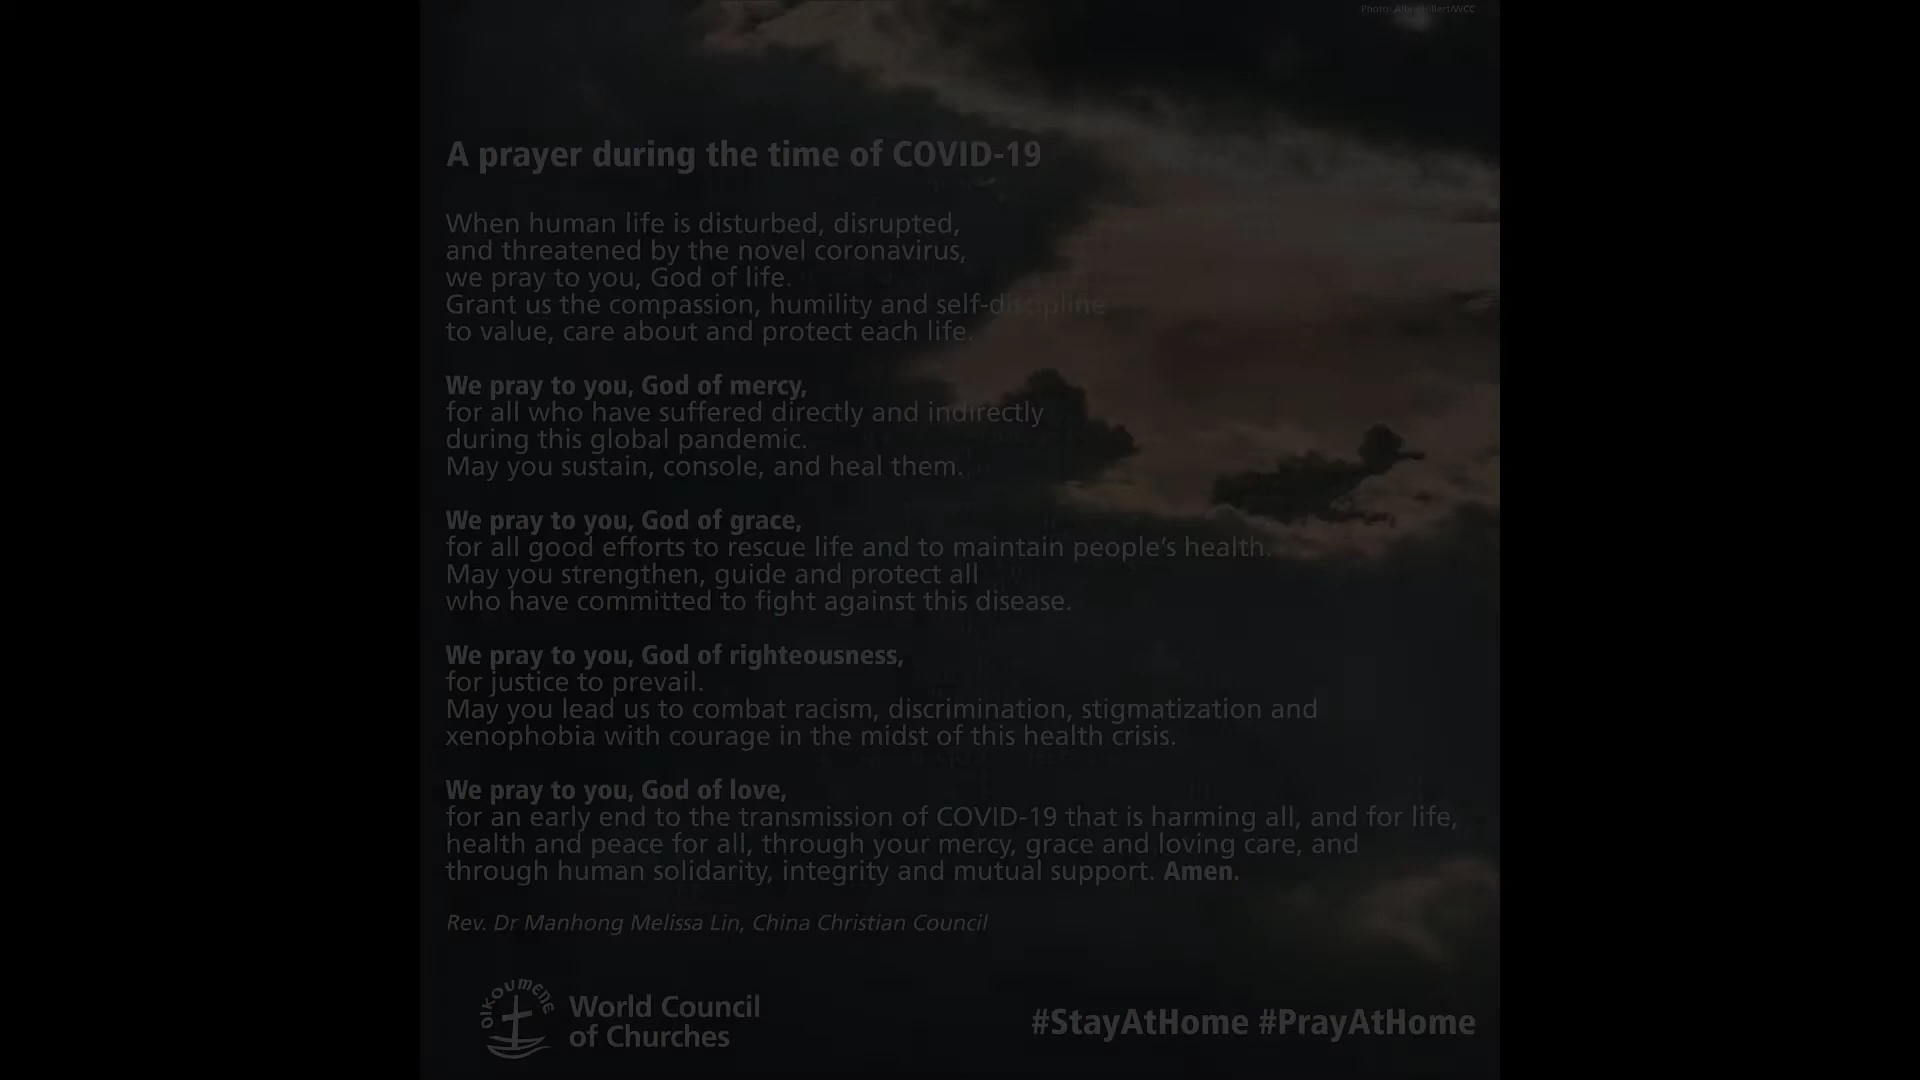 Photo: Albin Hillert/WCC
A prayer during the time of COVID-19
When human life is disturbed, disrupted,
and threatened by the novel coronavirus,
we pray to you, God of life.
Grant us the compassion, humility and self-discipline
to value, care about and protect each life.
We pray to you, God of mercy,
for all who have suffered directly and indirectly
during this global pandemic.
May you sustain, console, and heal them.
We pray to you, God of grace,
for all good efforts to rescue life and to maintain people’s health.
May you strengthen, guide and protect all
who have committed to fight against this disease.
We pray to you, God of righteousness,
for justice to prevail.
May you lead us to combat racism, discrimination, stigmatization and
xenophobia with courage in the midst of this health crisis.
We pray to you, God of love,
for an early end to the transmission of COVID-19 that is harming all, and for life,
health and peace for all, through your mercy, grace and loving care, and
through human solidarity, integrity and mutual support. Amen.
Rev. Dr Manhong Melissa Lin, China Christian Council
OIKOUMENE
World Council
of Churches
#StayAtHome #PrayAtHome